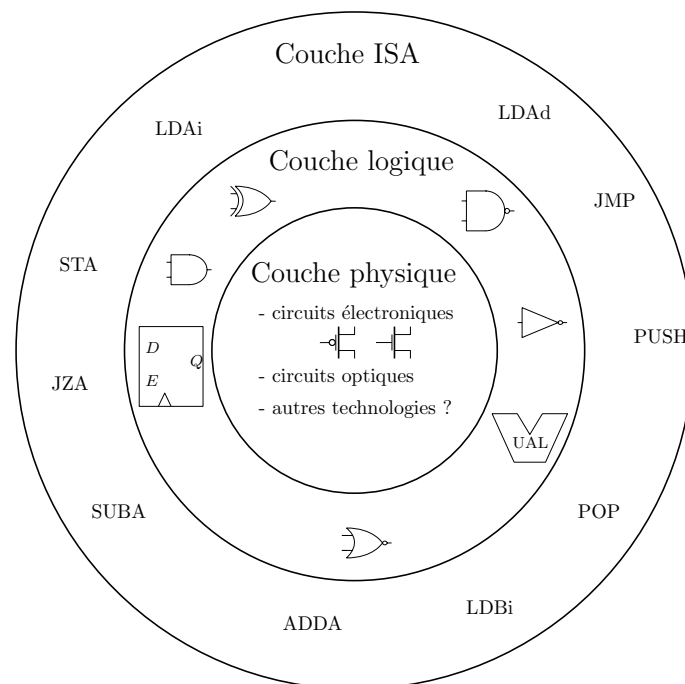 Couche ISA
LDAd
LDAi
Couche logique
JMP
STA
Couche physique
- circuits électroniques
PUSH
D
Q
E
- circuits optiques
JZA
- autres technologies ?
UAL
SUBA
POP
LDBi
ADDA